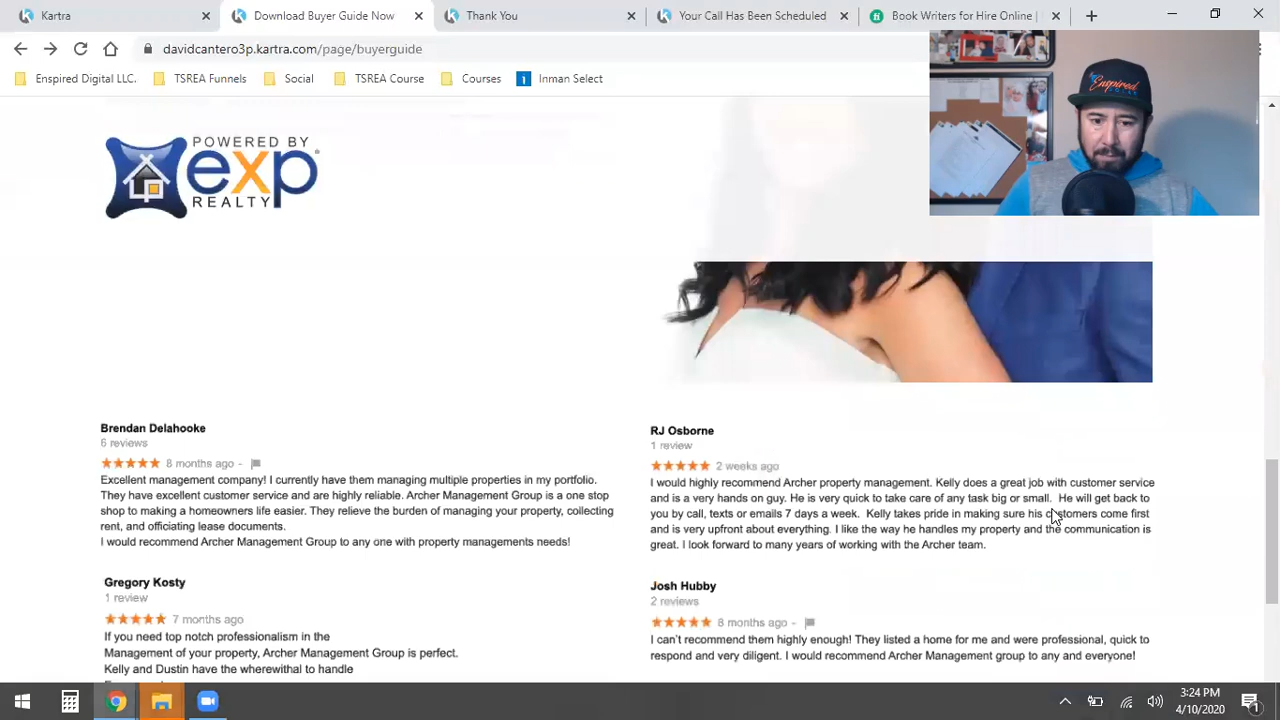 Kartra
Download Buyer Guide Now
Thank You
Your Call Has Been Scheduled
Book Writers for Hire Online |
davidcantero3p.kartra.com/page/buyerguide
Enspired Digital LLC.
TSREA Funnels
Social
TSREA Course
Courses
Inman Select
Enspired
POWERED BY
exp
REALTY
Brendan Delahooke
6 reviews
8 months ago -
Excellent management company! I currently have them managing multiple properties in my portfolio.
They have excellent customer service and are highly reliable. Archer Management Group is a one stop
shop to making a homeowners life easier. They relieve the burden of managing your property, collecting
rent, and officiating lease documents.
I would recommend Archer Management Group to any one with property managements needs!
RJ Osborne
1 review
2 weeks ago
I would highly recommend Archer property management. Kelly does a great job with customer service
and is a very hands on guy. He is very quick to take care of any task big or small. He will get back to
you by call, texts or emails 7 days a week. Kelly takes pride in making sure his customers come first
and is very upfront about everything. I like the way he handles my property and the communication is
great. I look forward to many years of working with the Archer team.
Gregory Kosty
1 review
7 months ago
If you need top notch professionalism in the
Management of your property, Archer Management Group is perfect.
Kelly and Dustin have the wherewithal to handle
Josh Hubby
2 reviews
8 months ago -
I can't recommend them highly enough! They listed a home for me and were professional, quick to
respond and very diligent. I would recommend Archer Management group to any and everyone!
3:24 PM
4/10/2020
1